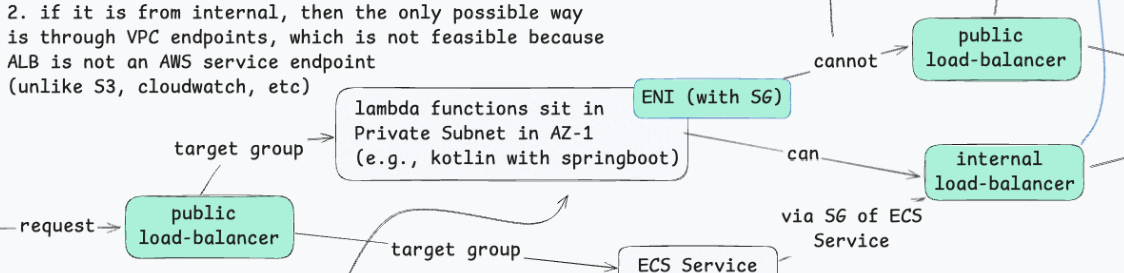 2. if it is from internal, then the only possible way
is through VPC endpoints, which is not feasible because
ALB is not an AWS service endpoint
(unlike S3, cloudwatch, etc)
public
load-balancer
cannot
ENI (with SG)
lambda functions sit in
Private Subnet in AZ-1
(e.g., kotlin with springboot)
target group
can
internal
load-balancer
request
public
load-balancer
via SG of ECS
Service
target group
ECS Service